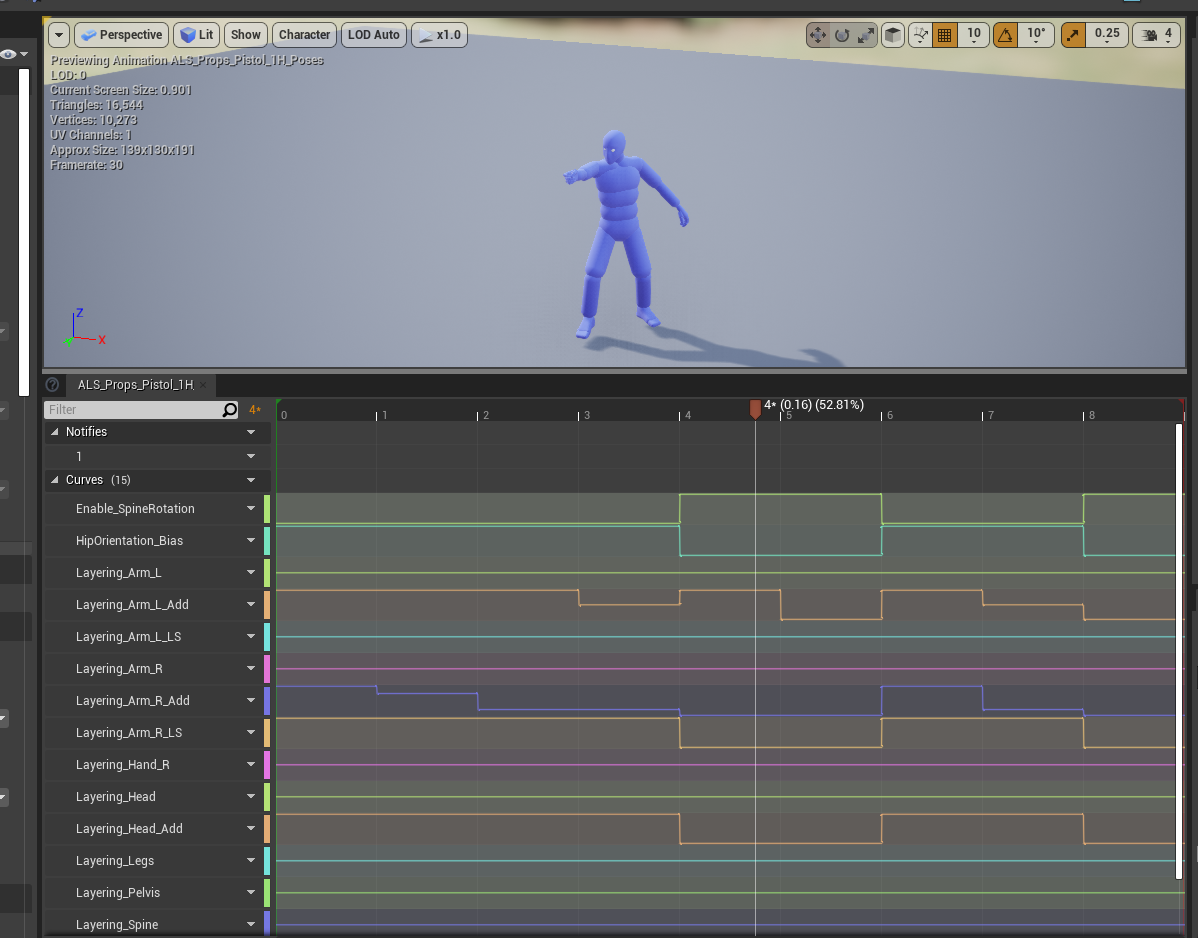 Perspective Lit Show Character LOD Auto x1.0 10 10° 0.25 4
Previewing Animation ALS_Props_Pistol_1H_Poses
LOD: 0
Current Screen Size: 0.901
Triangles: 16,544
Vertices: 10,273
UV Channels: 1
Approx Size: 139x130x191
Framerate: 30
Z
X
ALS_Props_Pistol_1H
Filter 4*
4* (0.16) (52.81%)
0 1 2 3 4 5 6 7 8
Notifies
1
Curves (15)
Enable_SpineRotation
HipOrientation_Bias
Layering_Arm_L
Layering_Arm_L_Add
Layering_Arm_L_LS
Layering_Arm_R
Layering_Arm_R_Add
Layering_Arm_R_LS
Layering_Hand_R
Layering_Head
Layering_Head_Add
Layering_Legs
Layering_Pelvis
Layering_Spine